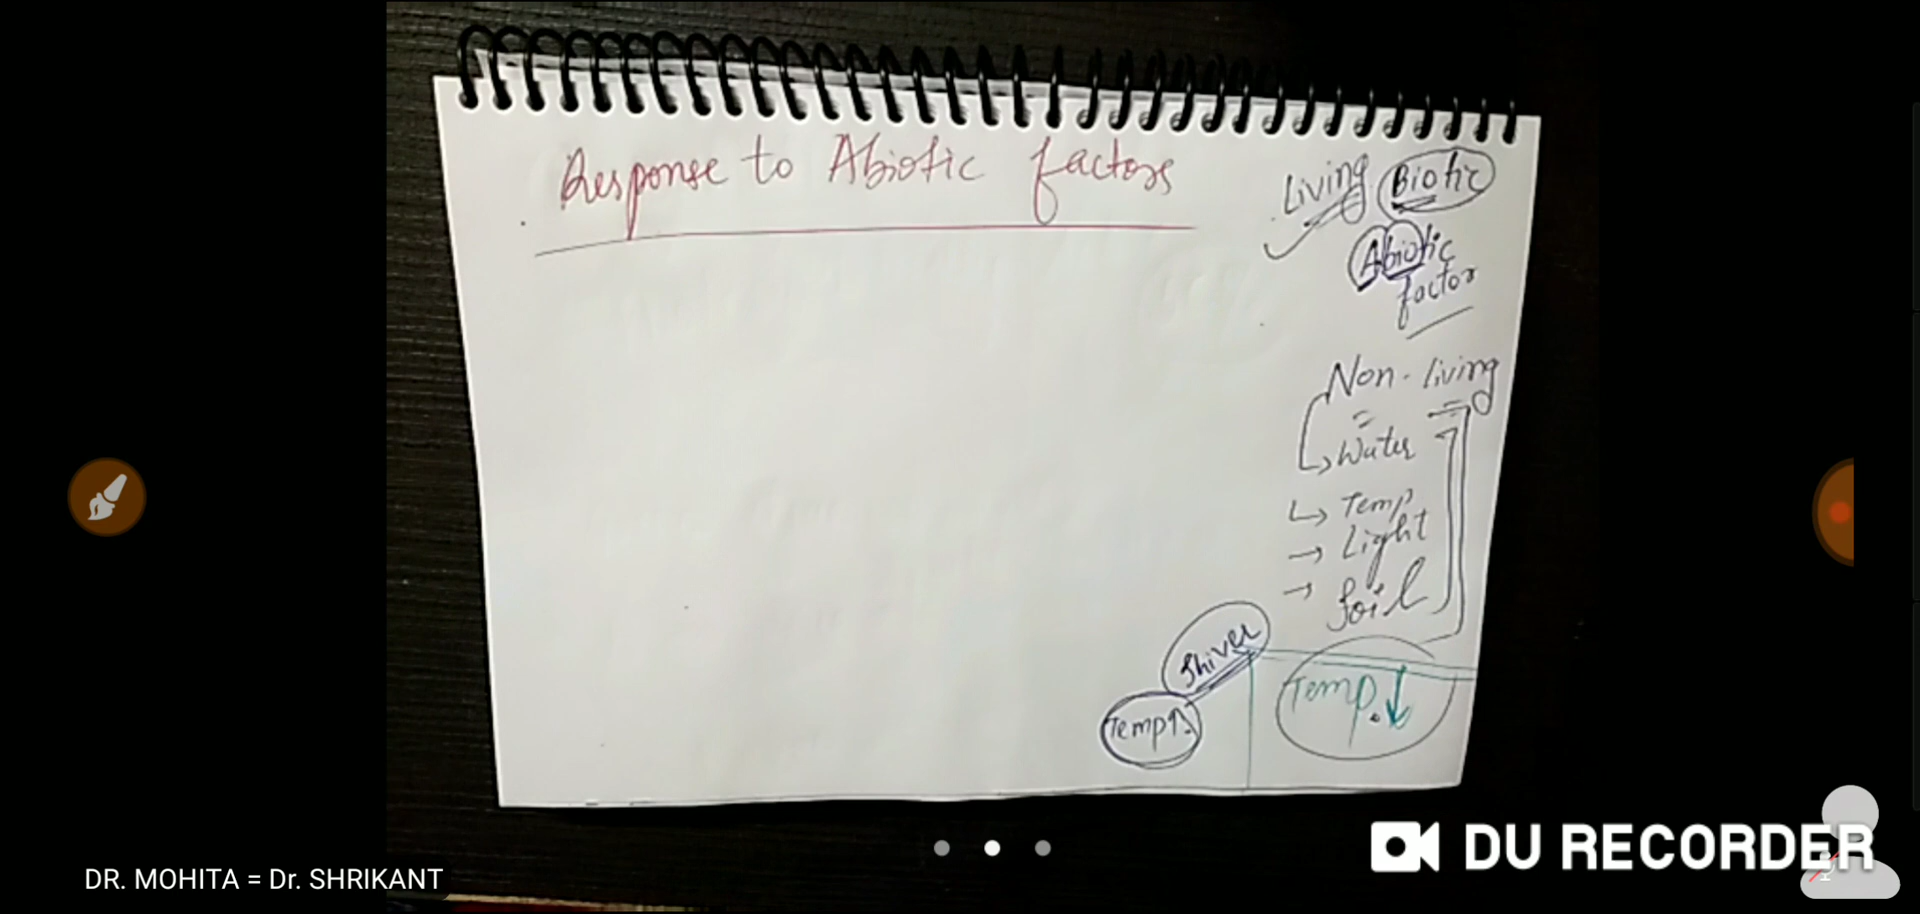 Response to Abiotic factors
Living Biotic
Abiotic
factor
Non-living
Water
Temp
Light
Soil
Shiver
Temp↑
Temp.↓
DU RECORDER
DR. MOHITA = Dr. SHRIKANT